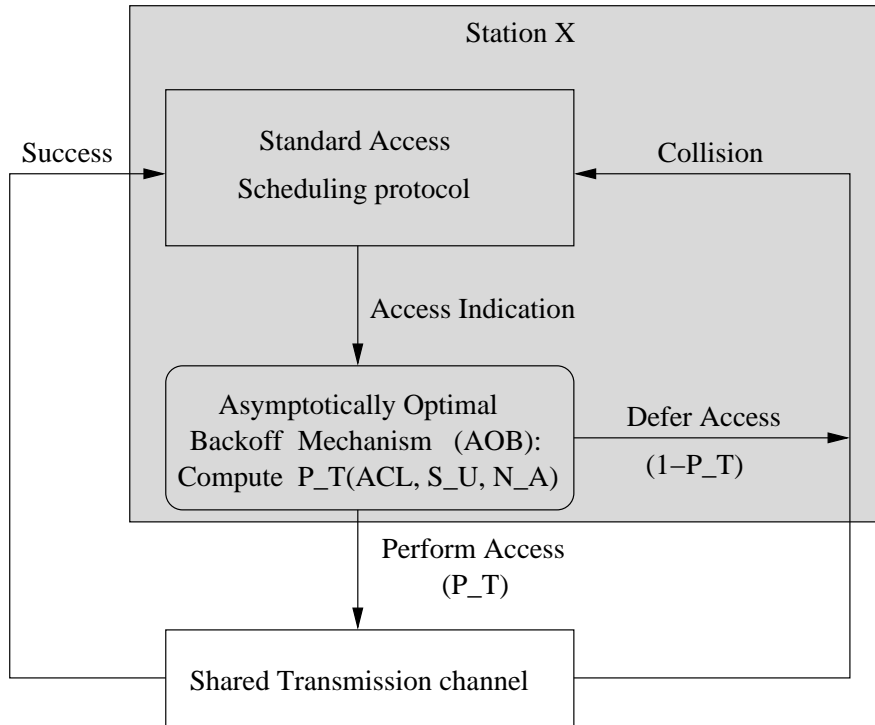 Station X
Standard Access
Scheduling protocol
Success
Collision
Access Indication
Asymptotically Optimal
Backoff Mechanism (AOB):
Compute P_T(ACL, S_U, N_A)
Defer Access
(1–P_T)
Perform Access
(P_T)
Shared Transmission channel